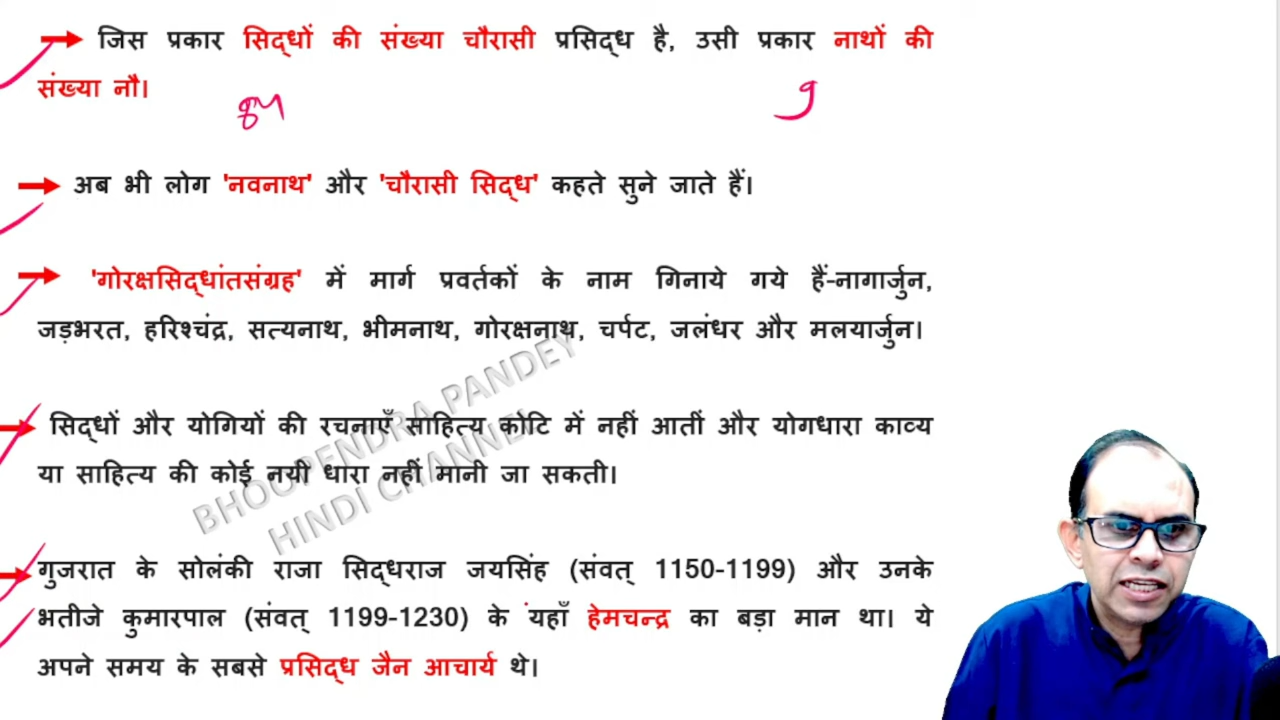 जिस प्रकार सिद्धों की संख्या चौरासी प्रसिद्ध है, उसी प्रकार नाथों की
संख्या नौ।
84 9
अब भी लोग 'नवनाथ' और 'चौरासी सिद्ध' कहते सुने जाते हैं।
'गोरक्षसिद्धांतसंग्रह' में मार्ग प्रवर्तकों के नाम गिनाये गये हैं-नागार्जुन,
जड़भरत, हरिश्चंद्र, सत्यनाथ, भीमनाथ, गोरक्षनाथ, चर्पट, जलंधर और मलयार्जुन।
सिद्धों और योगियों की रचनाएँ साहित्य कोटि में नहीं आतीं और योगधारा काव्य
या साहित्य की कोई नयी धारा नहीं मानी जा सकती।
BHOOPENDRA PANDEY
HINDI CHANNEL
गुजरात के सोलंकी राजा सिद्धराज जयसिंह (संवत् 1150-1199) और उनके
भतीजे कुमारपाल (संवत् 1199-1230) के यहाँ हेमचन्द्र का बड़ा मान था। ये
अपने समय के सबसे प्रसिद्ध जैन आचार्य थे।